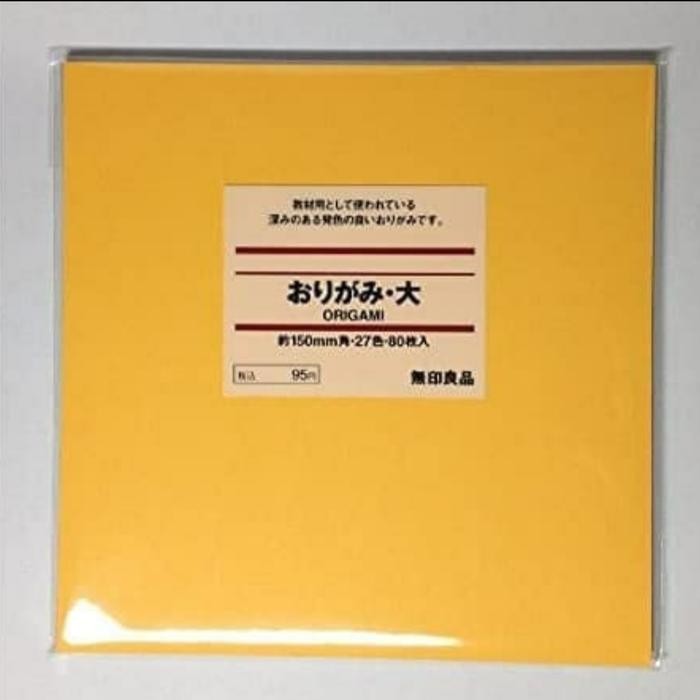 教材用として使われている
深みのある発色の良いおりがみです。
おりがみ・大
ORIGAMI
約150mm角・27色・80枚入
税込 95円
無印良品